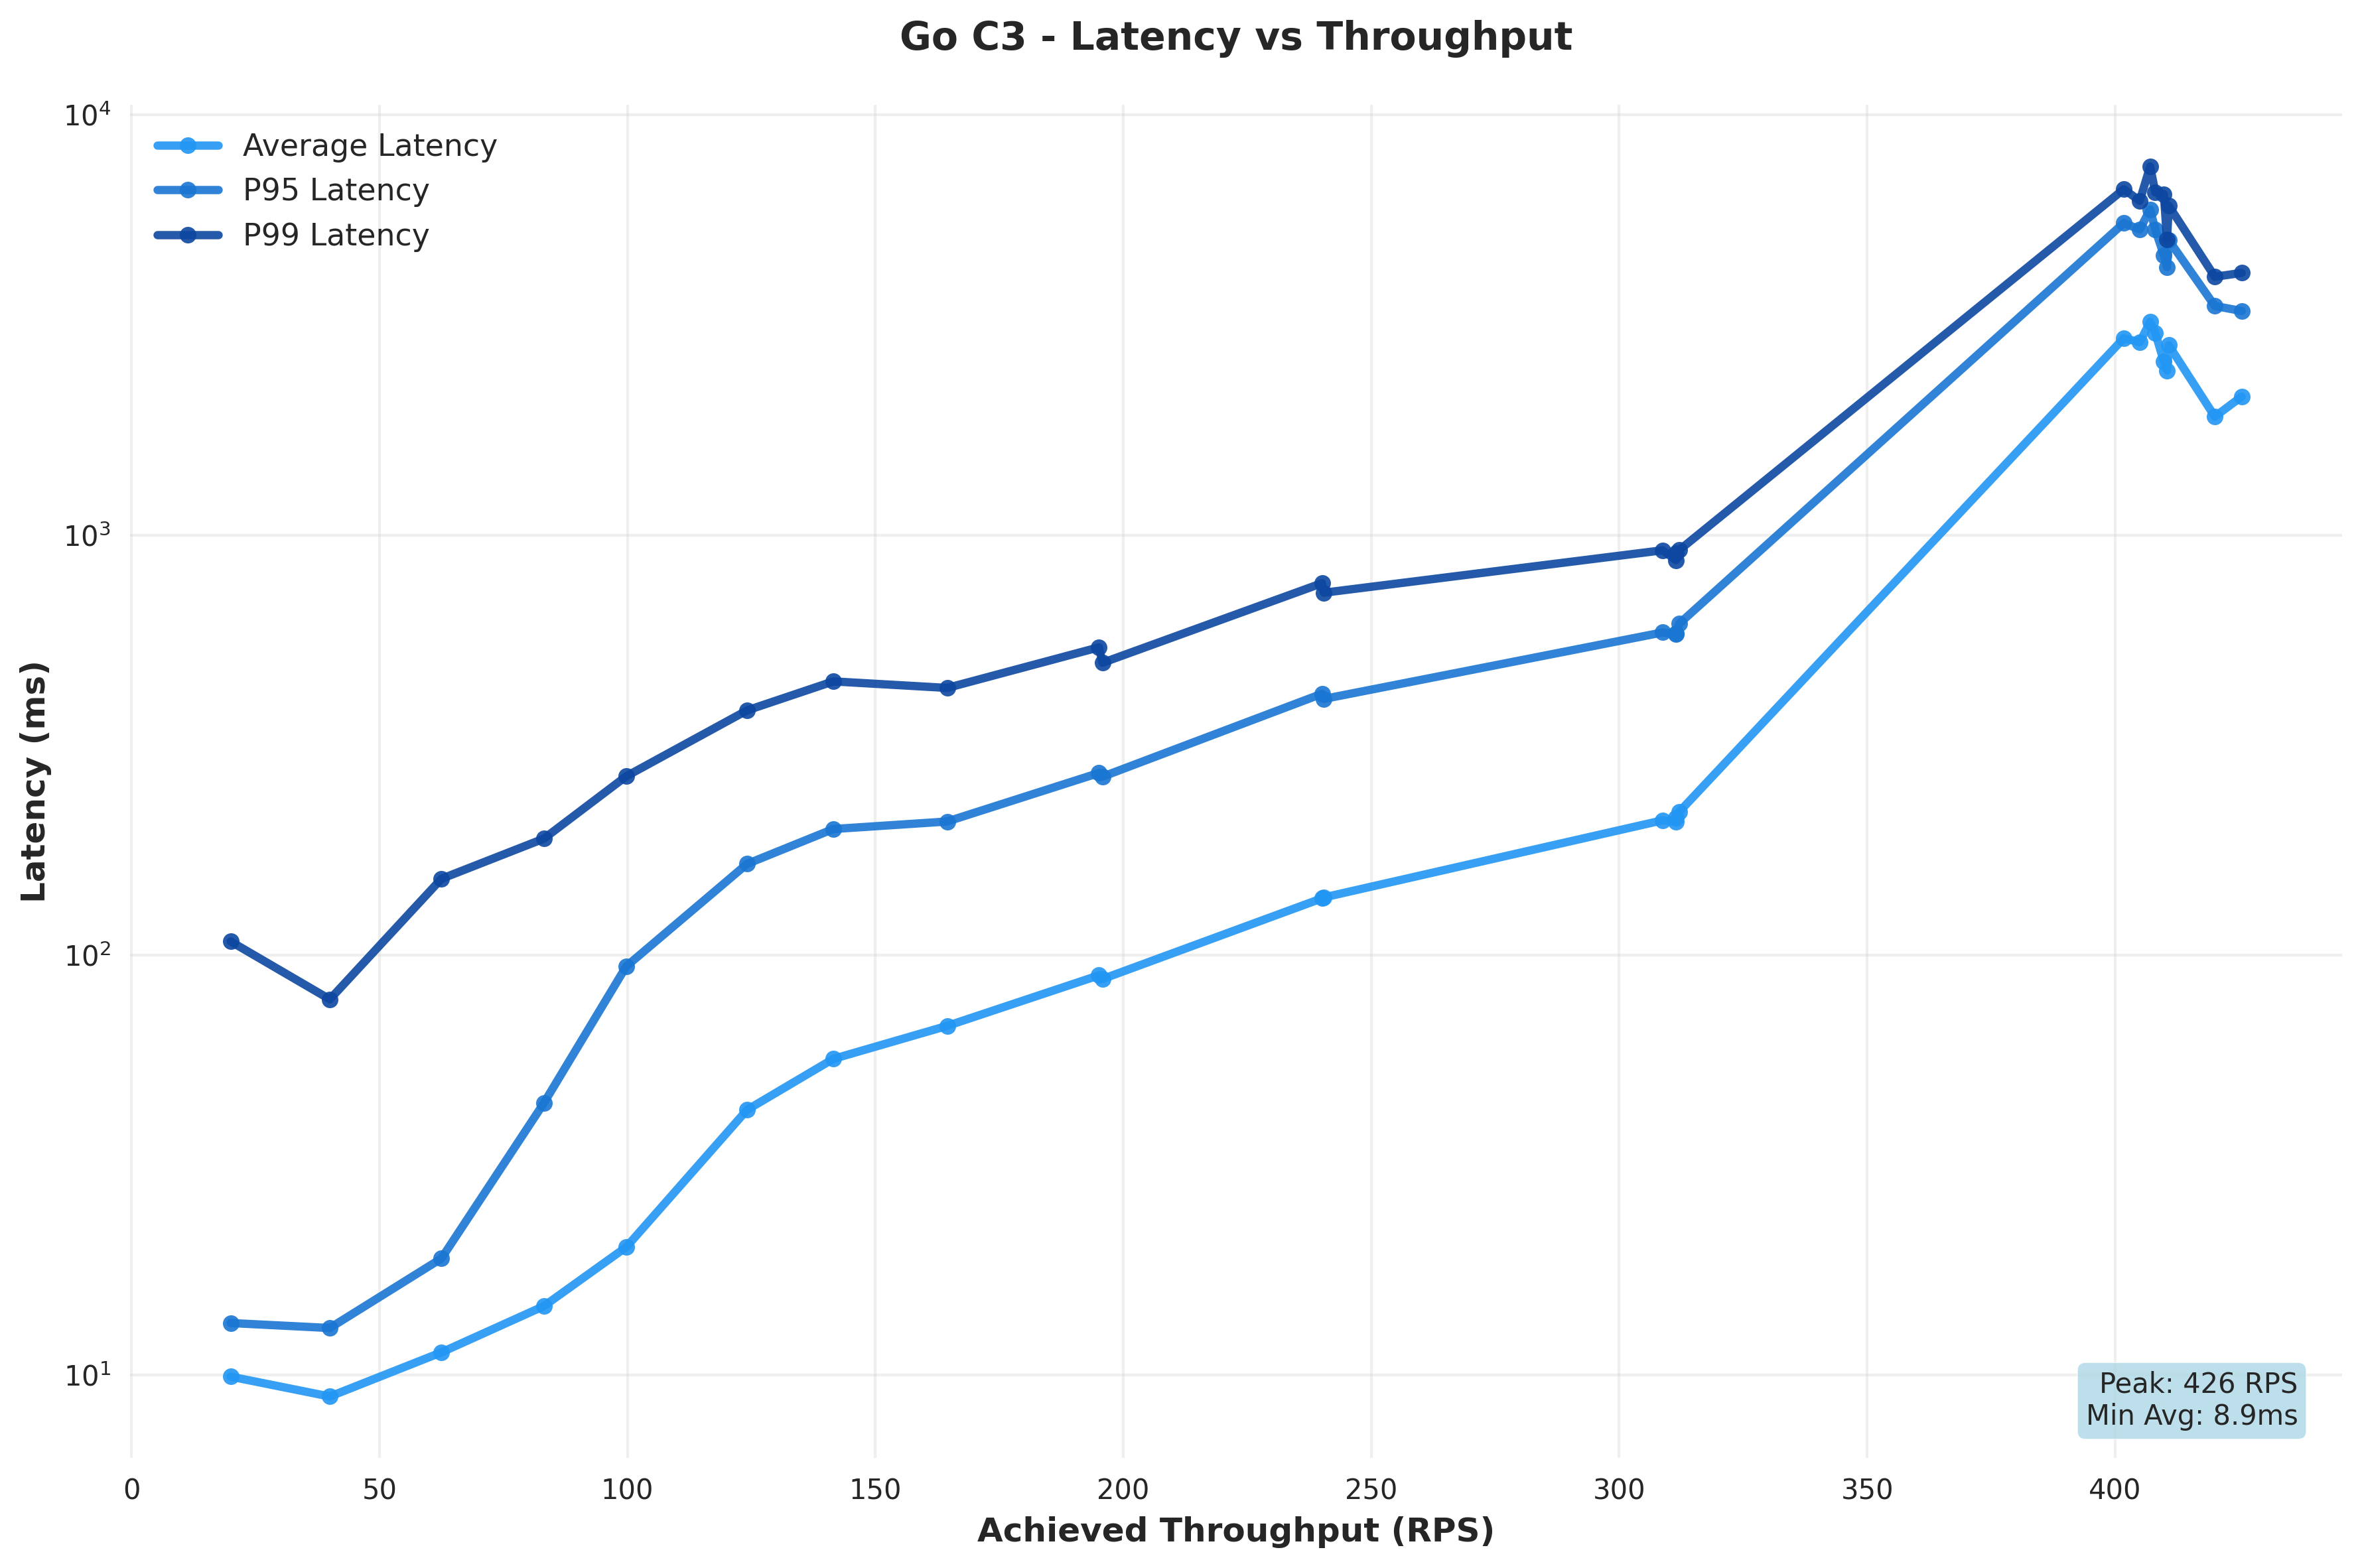 Go C3 - Latency vs Throughput
10⁴
10³
10²
10¹
Latency (ms)
Average Latency
P95 Latency
P99 Latency
Peak: 426 RPS
Min Avg: 8.9ms
0 50 100 150 200 250 300 350 400
Achieved Throughput (RPS)